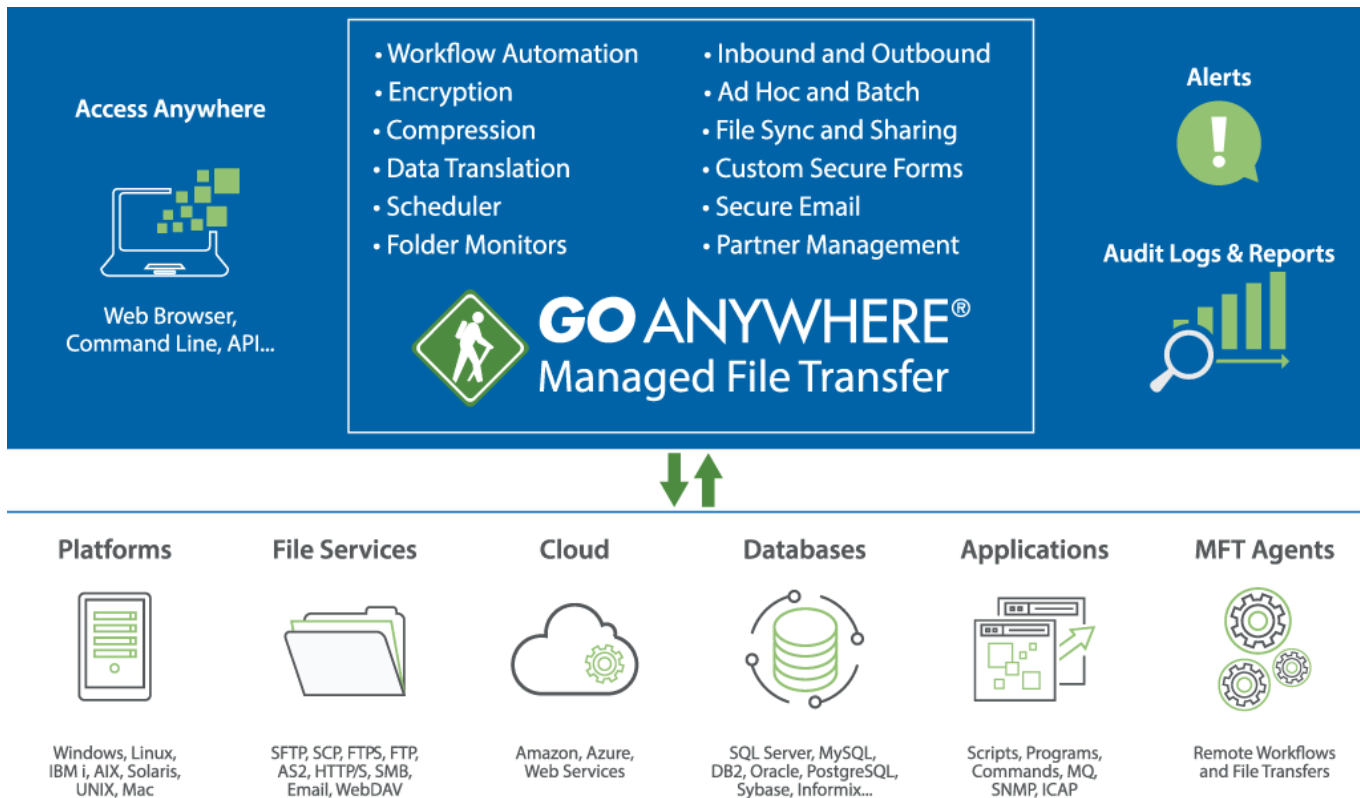 Access Anywhere
Web Browser,
Command Line, API...
• Workflow Automation
• Encryption
• Compression
• Data Translation
• Scheduler
• Folder Monitors
• Inbound and Outbound
• Ad Hoc and Batch
• File Sync and Sharing
• Custom Secure Forms
• Secure Email
• Partner Management
GO ANYWHERE®
Managed File Transfer
Alerts
!
Audit Logs & Reports
Platforms
Windows, Linux,
IBM i, AIX, Solaris,
UNIX, Mac
File Services
SFTP, SCP, FTPS, FTP,
AS2, HTTP/S, SMB,
Email, WebDAV
Cloud
Amazon, Azure,
Web Services
Databases
SQL Server, MySQL,
DB2, Oracle, PostgreSQL,
Sybase, Informix...
Applications
Scripts, Programs,
Commands, MQ,
SNMP, ICAP
MFT Agents
Remote Workflows
and File Transfers